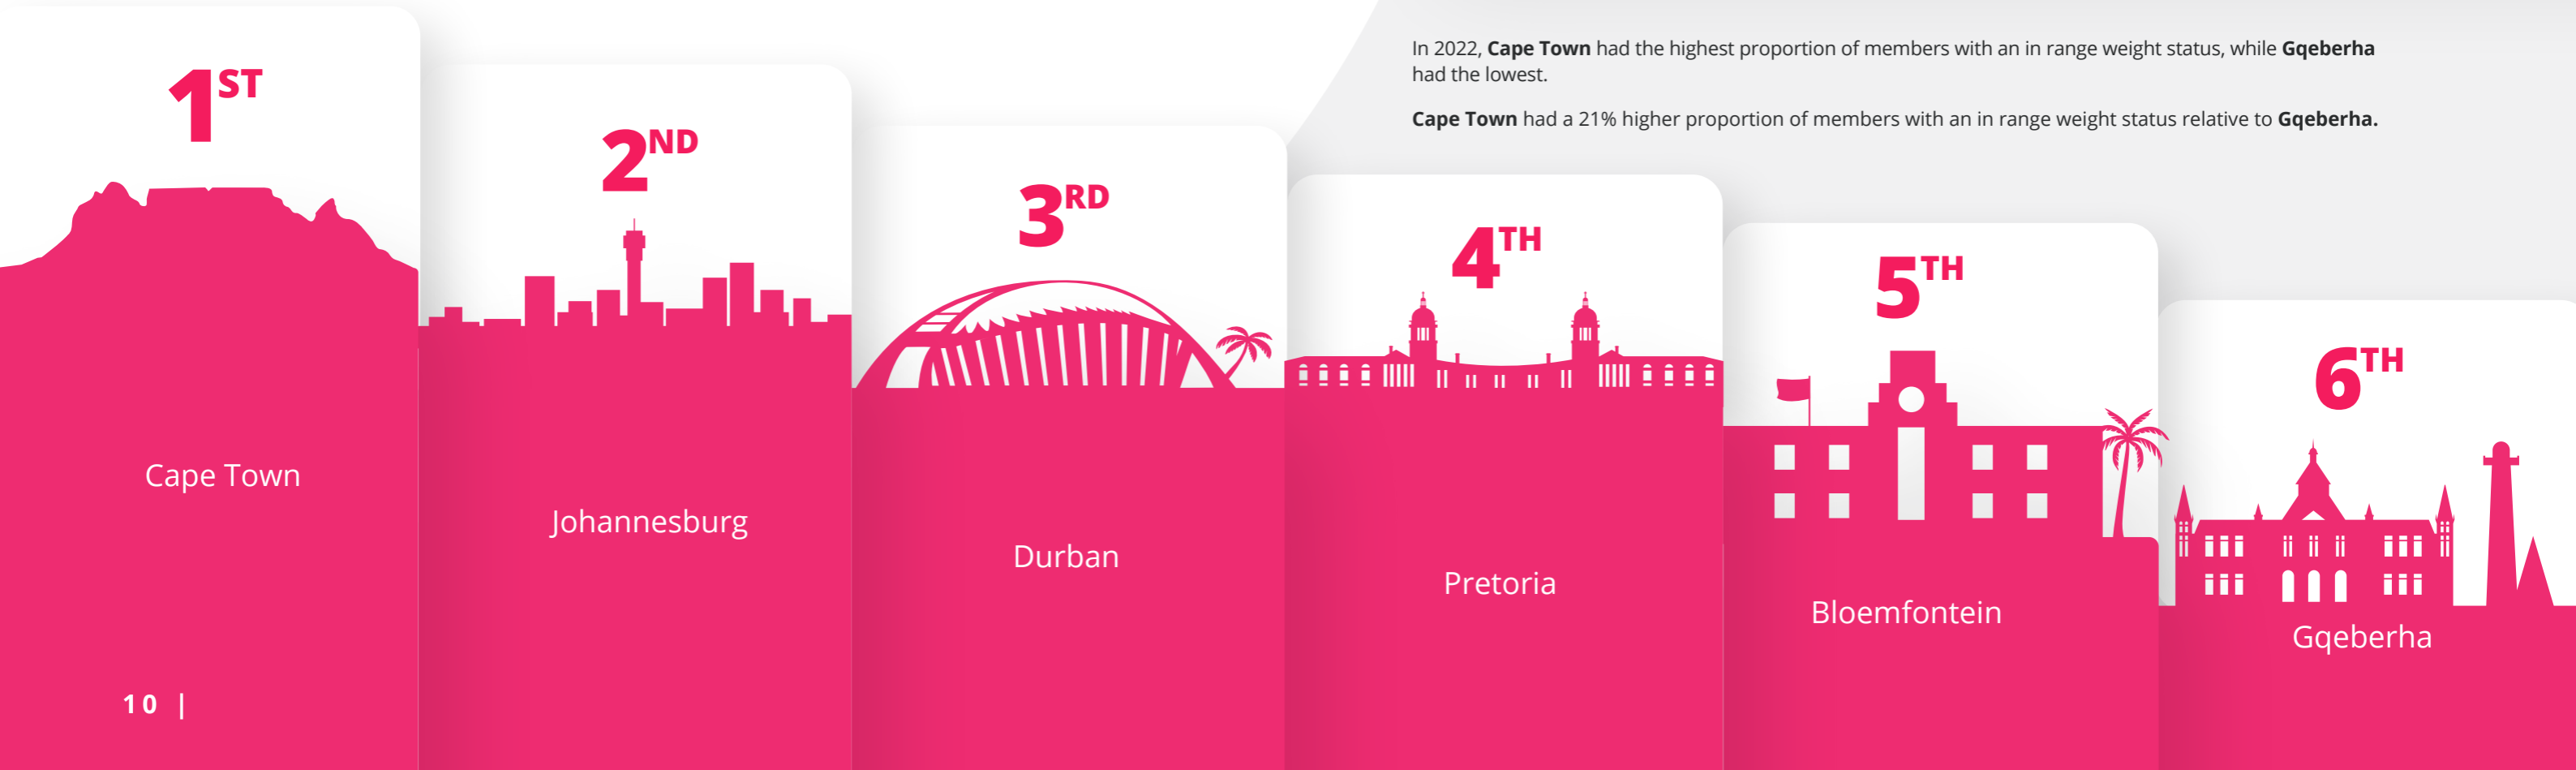 In 2022, Cape Town had the highest proportion of members with an in range weight status, while Gqeberha
had the lowest.
Cape Town had a 21% higher proportion of members with an in range weight status relative to Gqeberha.
1ST
Cape Town
2ND
Johannesburg
3RD
Durban
4TH
Pretoria
5TH
Bloemfontein
6TH
Gqeberha
10 |